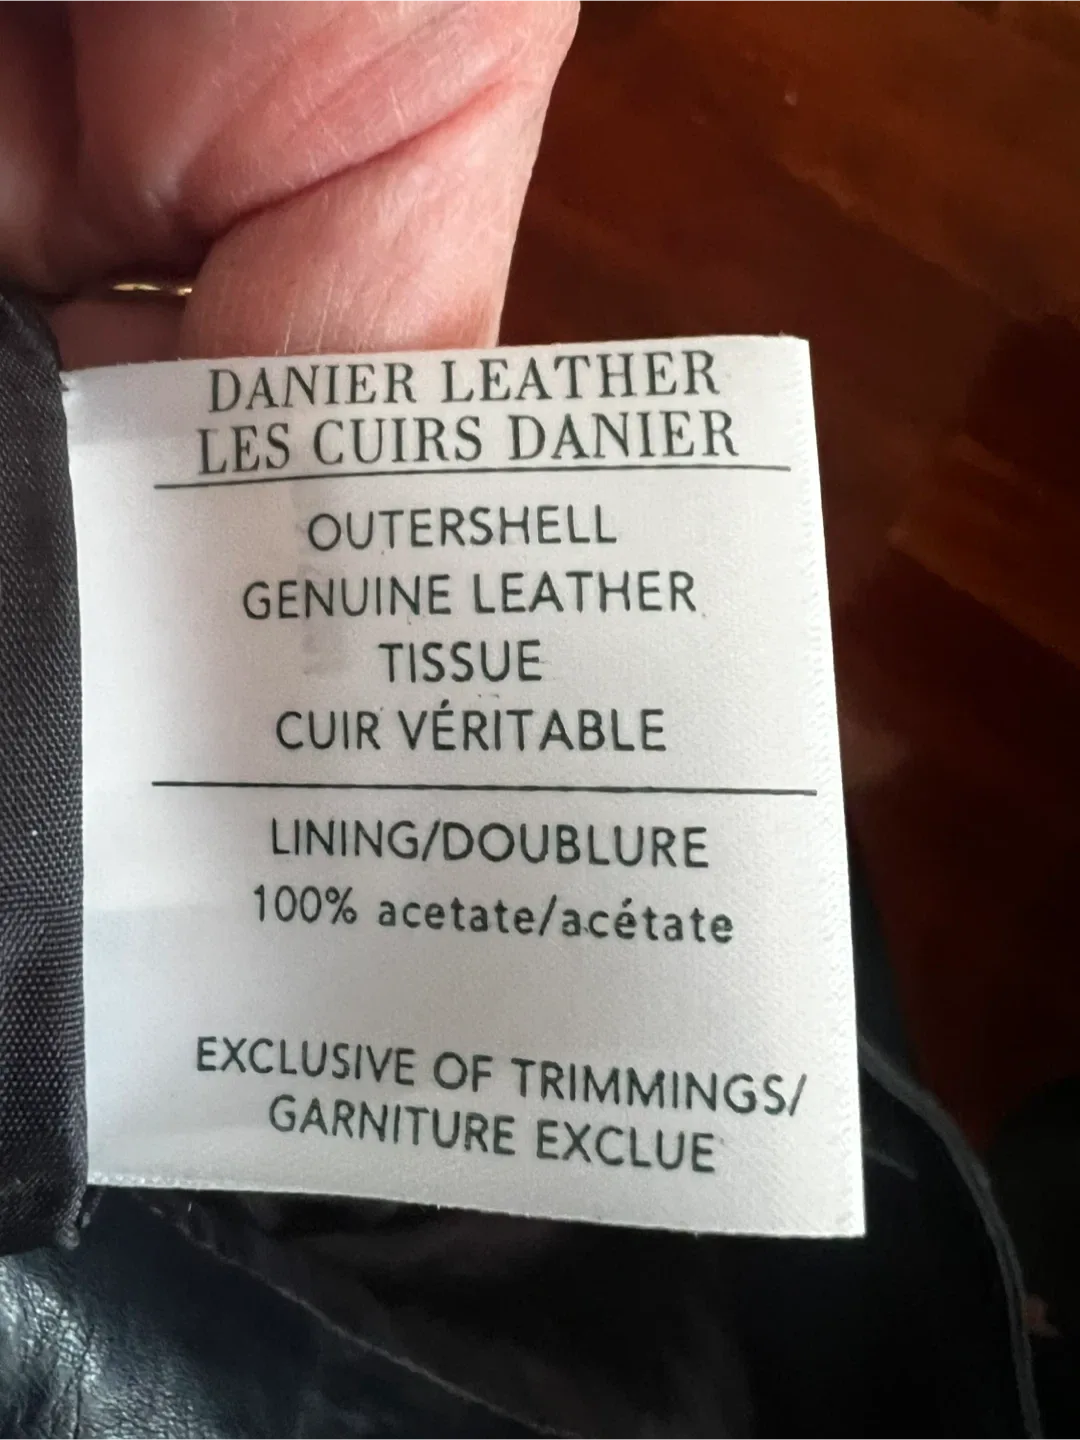 DANIER LEATHER
LES CUIRS DANIER
OUTERSHELL
GENUINE LEATHER
TISSUE
CUIR VÉRITABLE
LINING/DOUBLURE
100% acetate/acétate
EXCLUSIVE OF TRIMMINGS/
GARNITURE EXCLUE